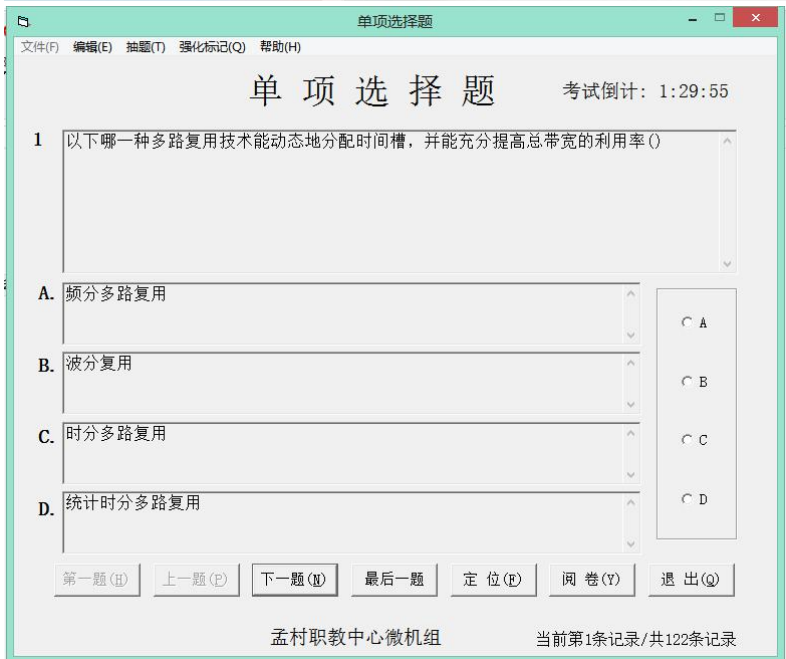 单项选择题
文件(F) 编辑(E) 抽题(T) 强化标记(Q) 帮助(H)
单项选择题 考试倒计: 1:29:55
1 以下哪一种多路复用技术能动态地分配时间槽，并能充分提高总带宽的利用率()
A. 频分多路复用
B. 波分复用
C. 时分多路复用
D. 统计时分多路复用
A
B
C
D
第一题(H) 上一题(P) 下一题(N) 最后一题 定 位(F) 阅 卷(Y) 退 出(Q)
孟村职教中心微机组 当前第1条记录/共122条记录